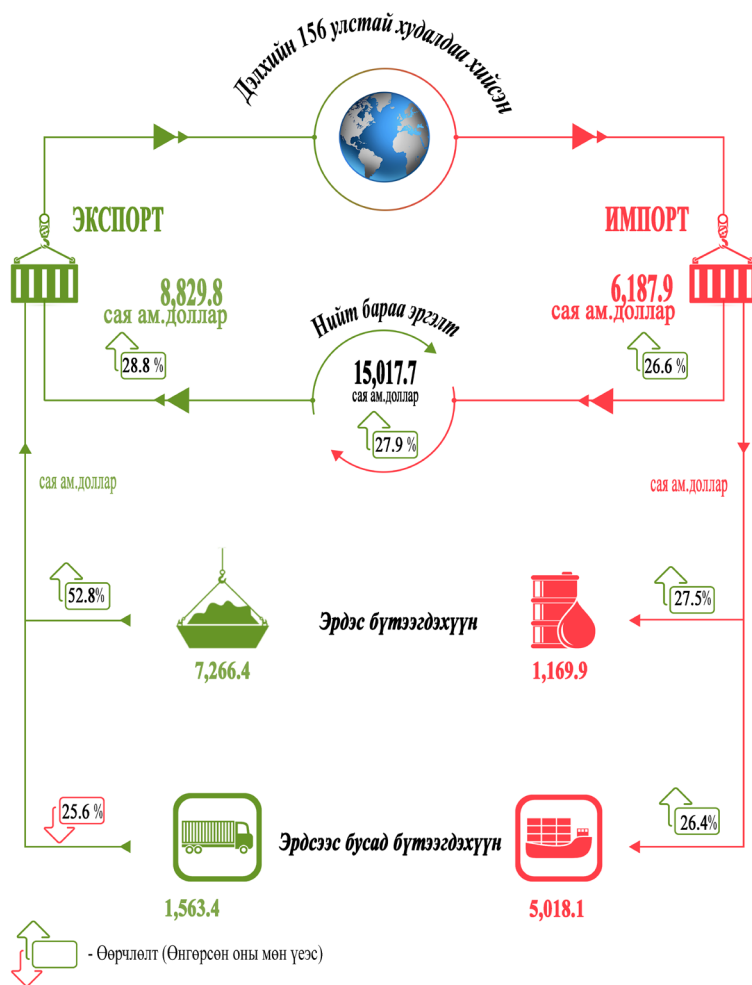 Дэлхийн 156 улстай худалдаа хийсэн
ЭКСПОРТ
ИМПОРТ
8,829.8
сая ам.доллар
28.8 %
6,187.9
сая ам.доллар
26.6 %
Нийт бараа эргэлт
15,017.7
сая ам.доллар
27.9 %
сая ам.доллар
сая ам.доллар
52.8%
Эрдэс бүтээгдэхүүн
27.5%
7,266.4
1,169.9
25.6 %
Эрдсээс бусад бүтээгдэхүүн
26.4%
1,563.4
5,018.1
- Өөрчлөлт (Өнгөрсөн оны мөн үеэс)